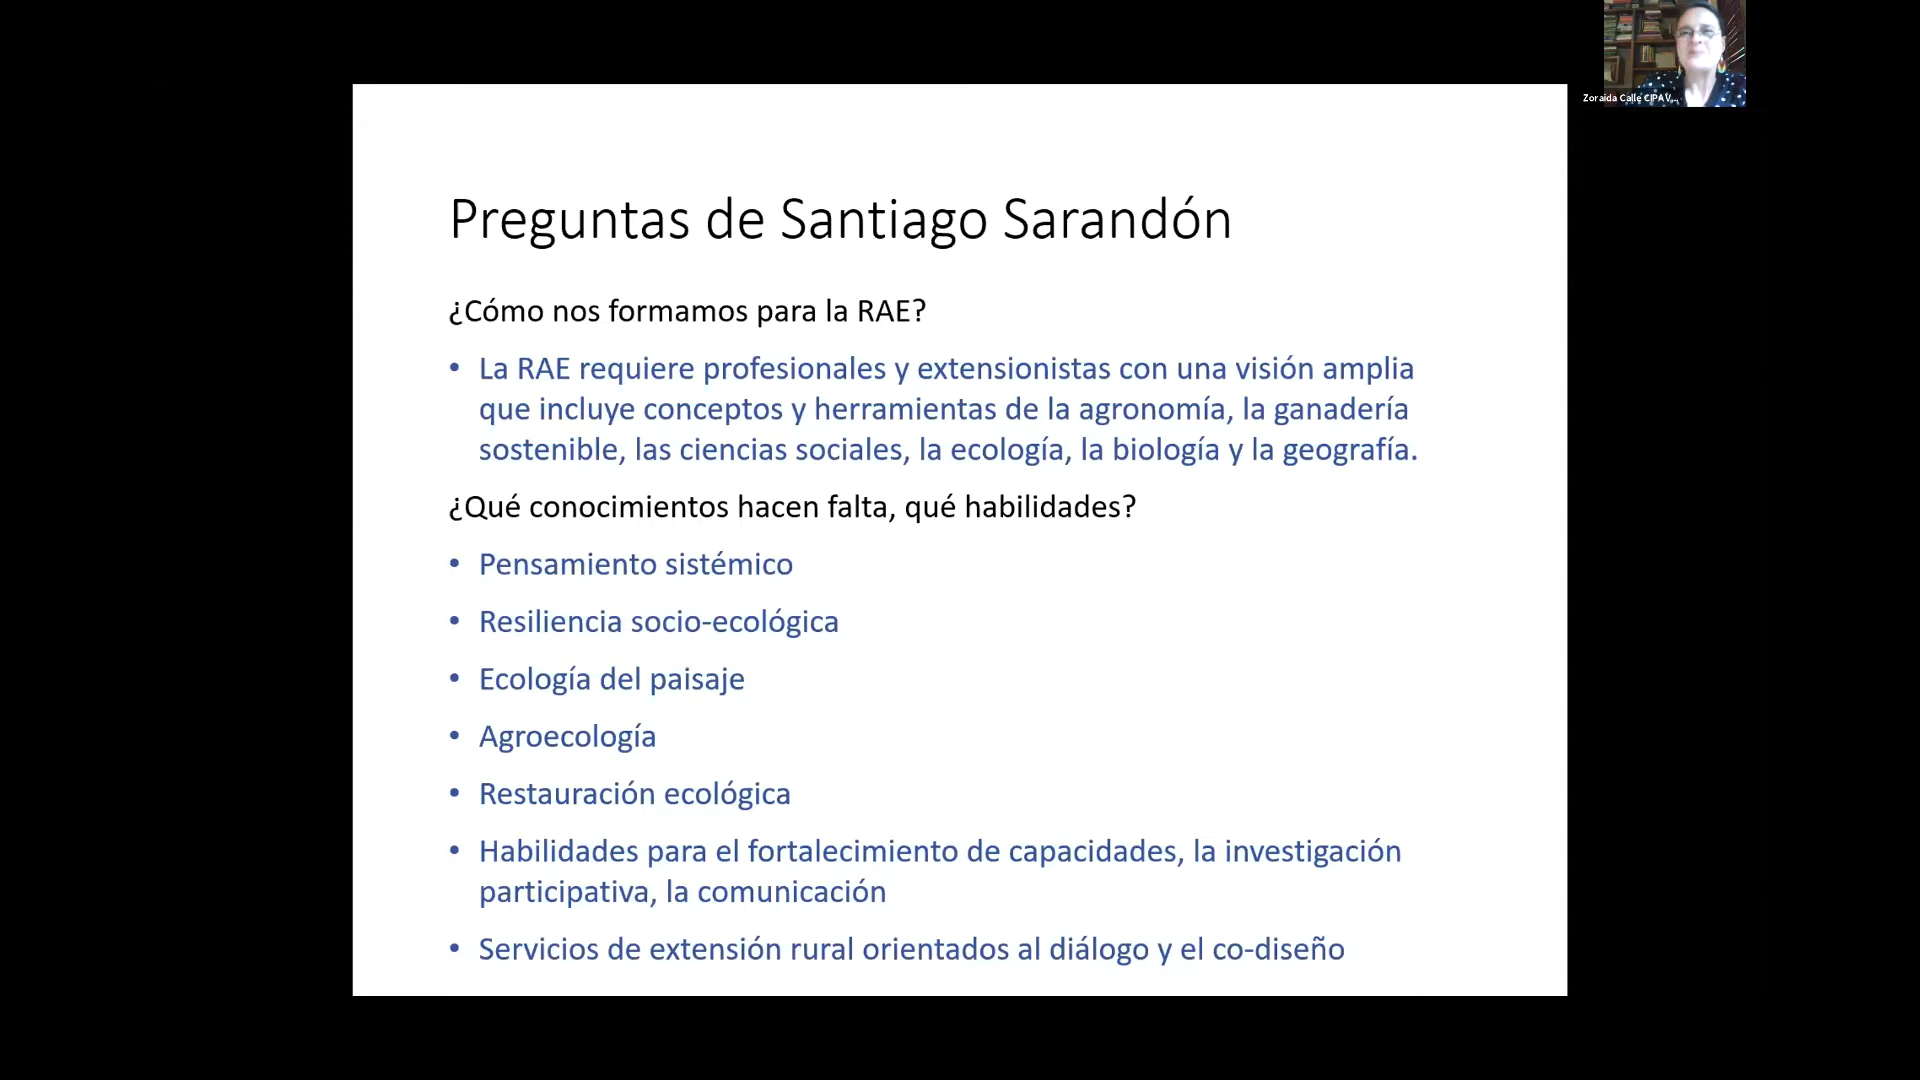 Zoraida Calle CIPAV...
Preguntas de Santiago Sarandón
¿Cómo nos formamos para la RAE?
• La RAE requiere profesionales y extensionistas con una visión amplia
que incluye conceptos y herramientas de la agronomía, la ganadería
sostenible, las ciencias sociales, la ecología, la biología y la geografía.
¿Qué conocimientos hacen falta, qué habilidades?
• Pensamiento sistémico
• Resiliencia socio-ecológica
• Ecología del paisaje
• Agroecología
• Restauración ecológica
• Habilidades para el fortalecimiento de capacidades, la investigación
participativa, la comunicación
• Servicios de extensión rural orientados al diálogo y el co-diseño